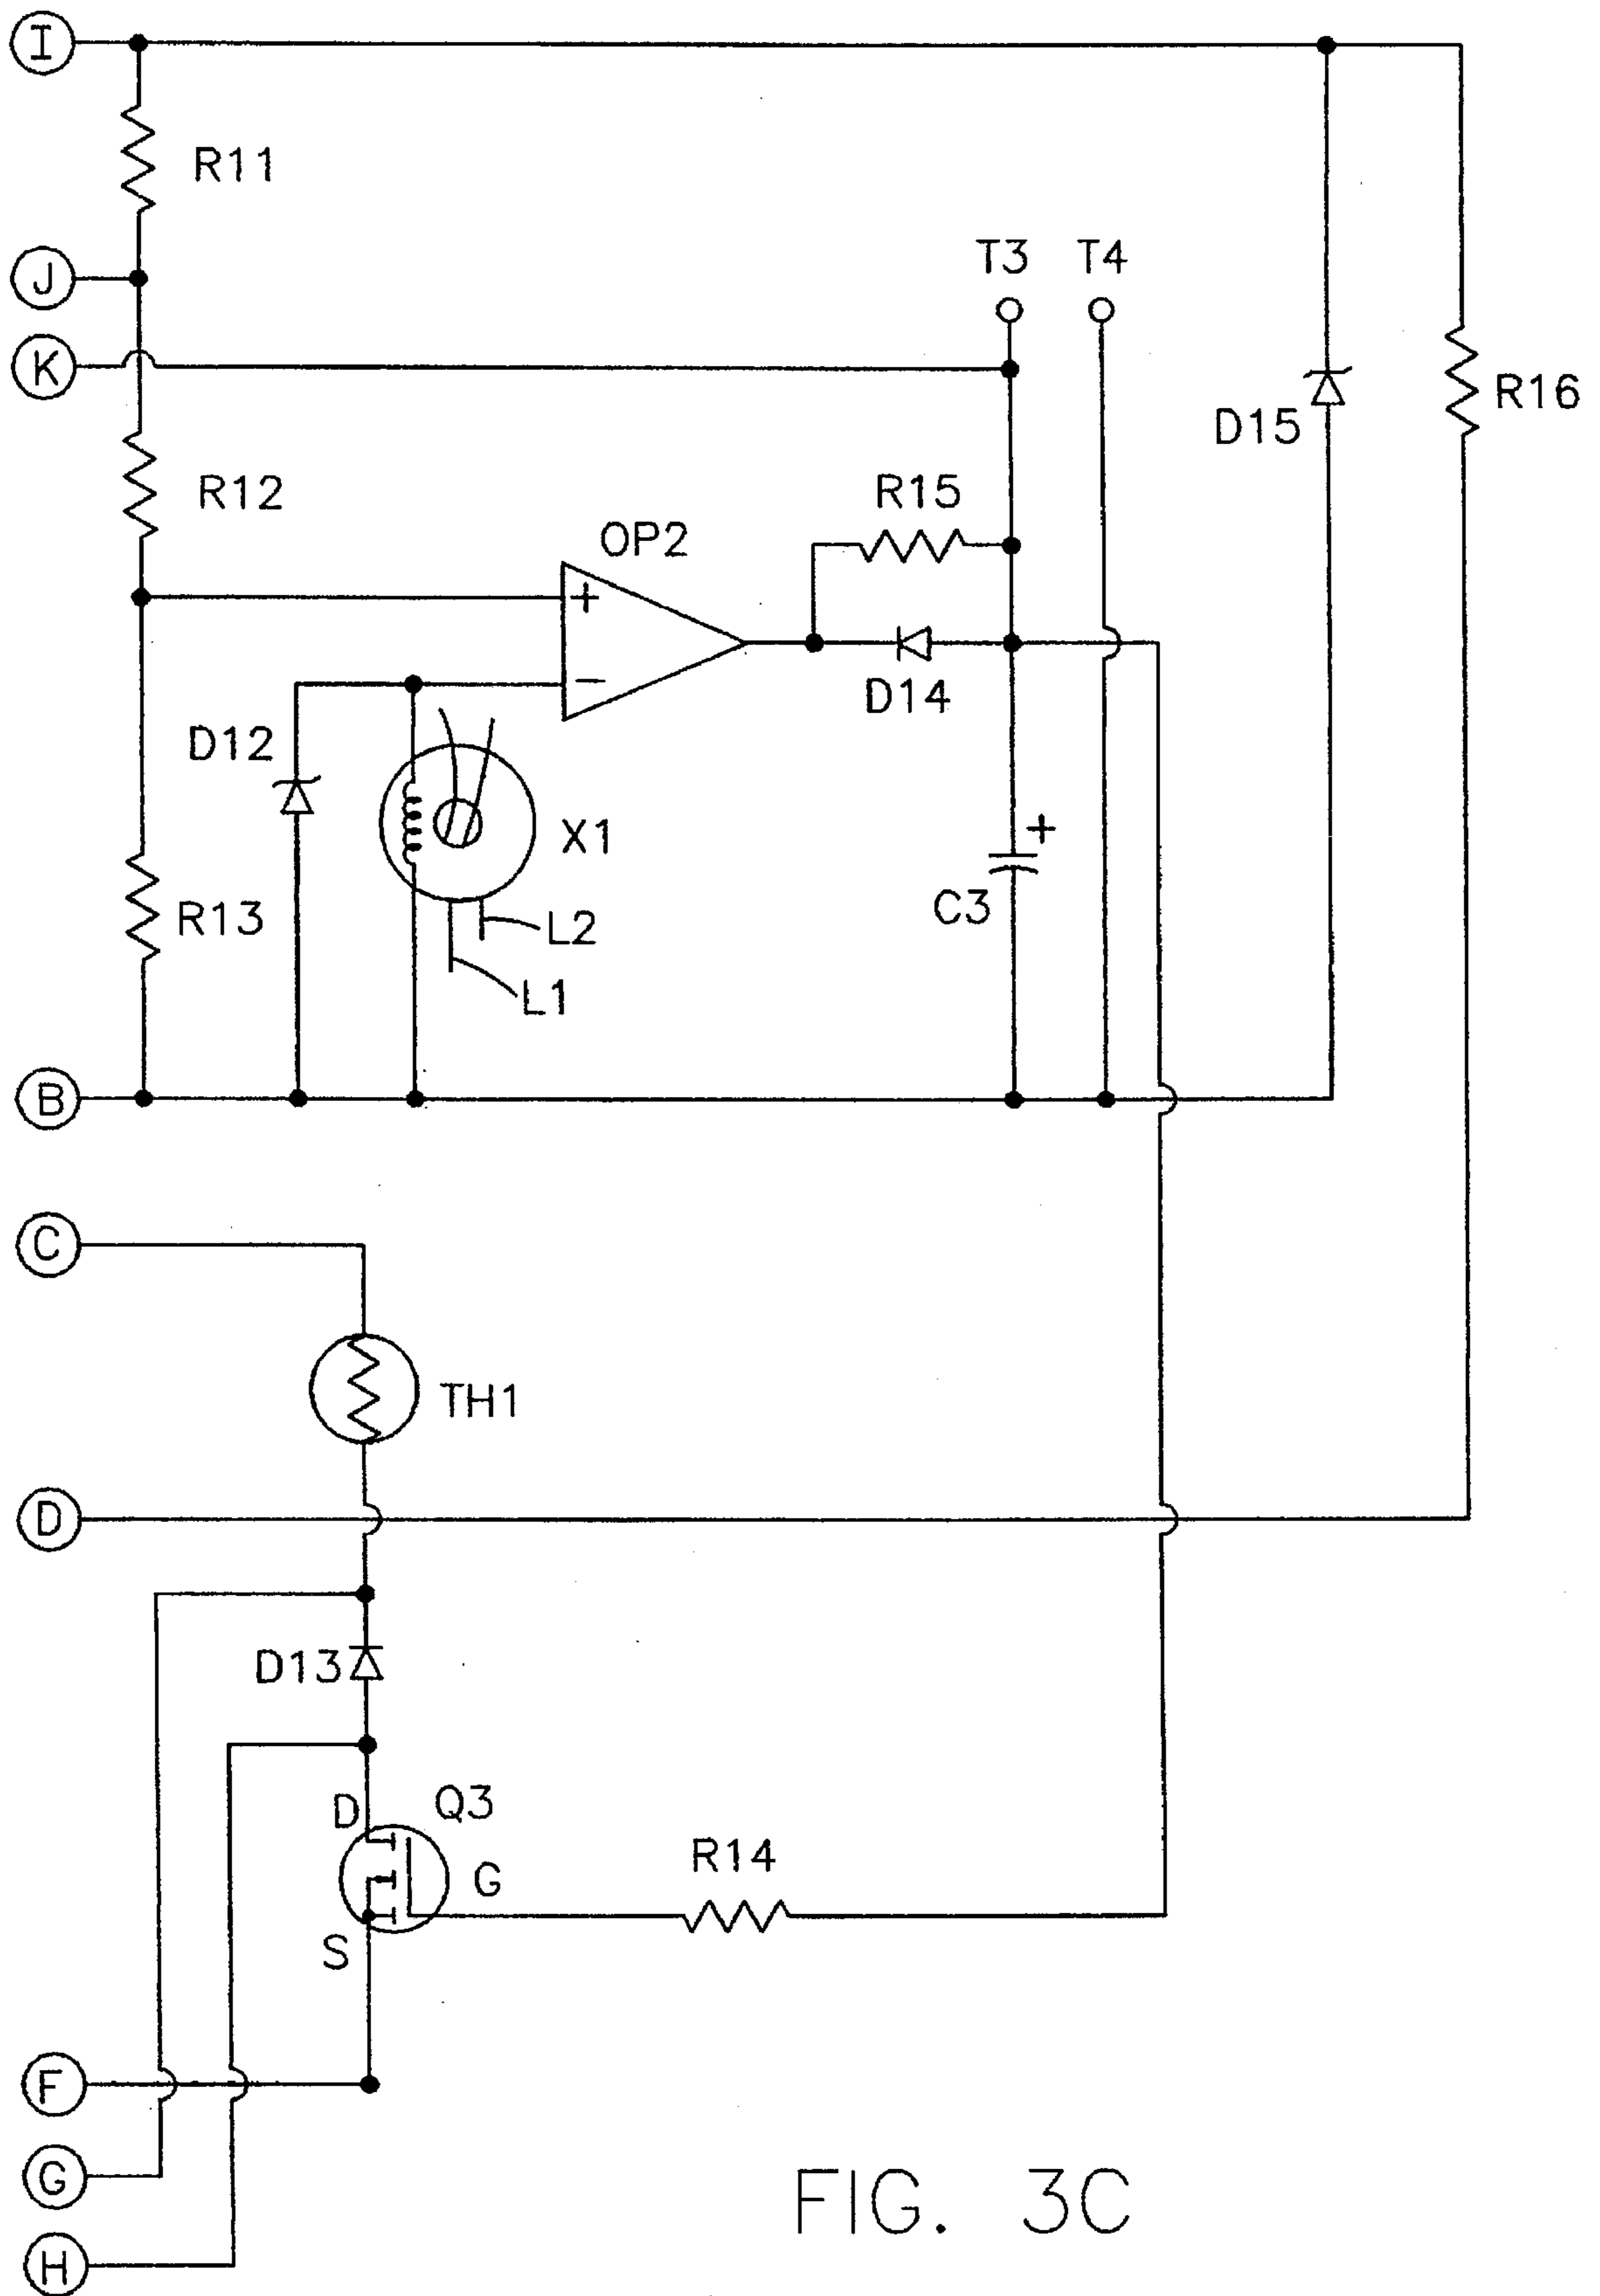 I
R11
J
T3 T4
K
D15
R16
R12
R15
OP2
+
−
D14
D12
X1
+
C3
R13
L2
L1
B
C
TH1
D
D13
D
Q3
G
R14
S
F
G
H
FIG. 3C